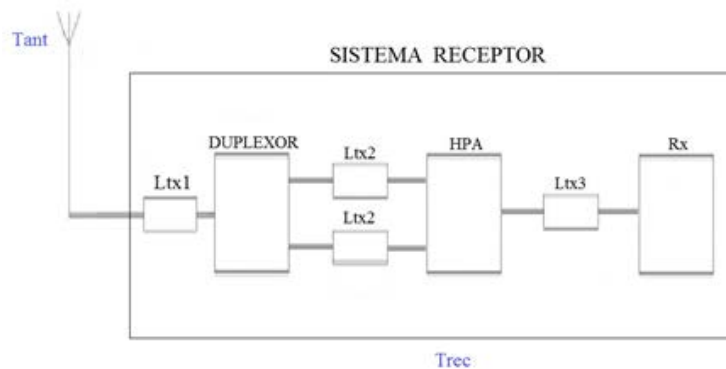 Tant
SISTEMA RECEPTOR
DUPLEXOR
Ltx2
HPA
Rx
Ltx1
Ltx3
Ltx2
Trec